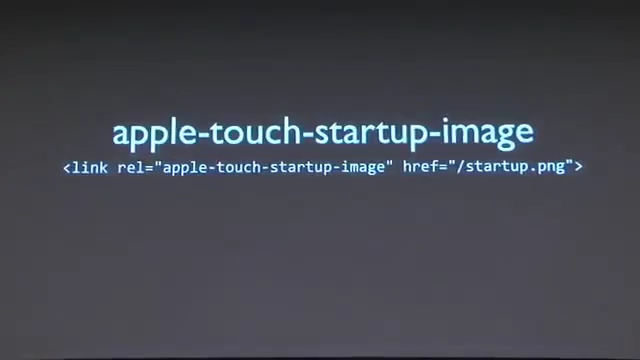 apple-touch-startup-image
<link rel="apple-touch-startup-image" href="/startup.png">